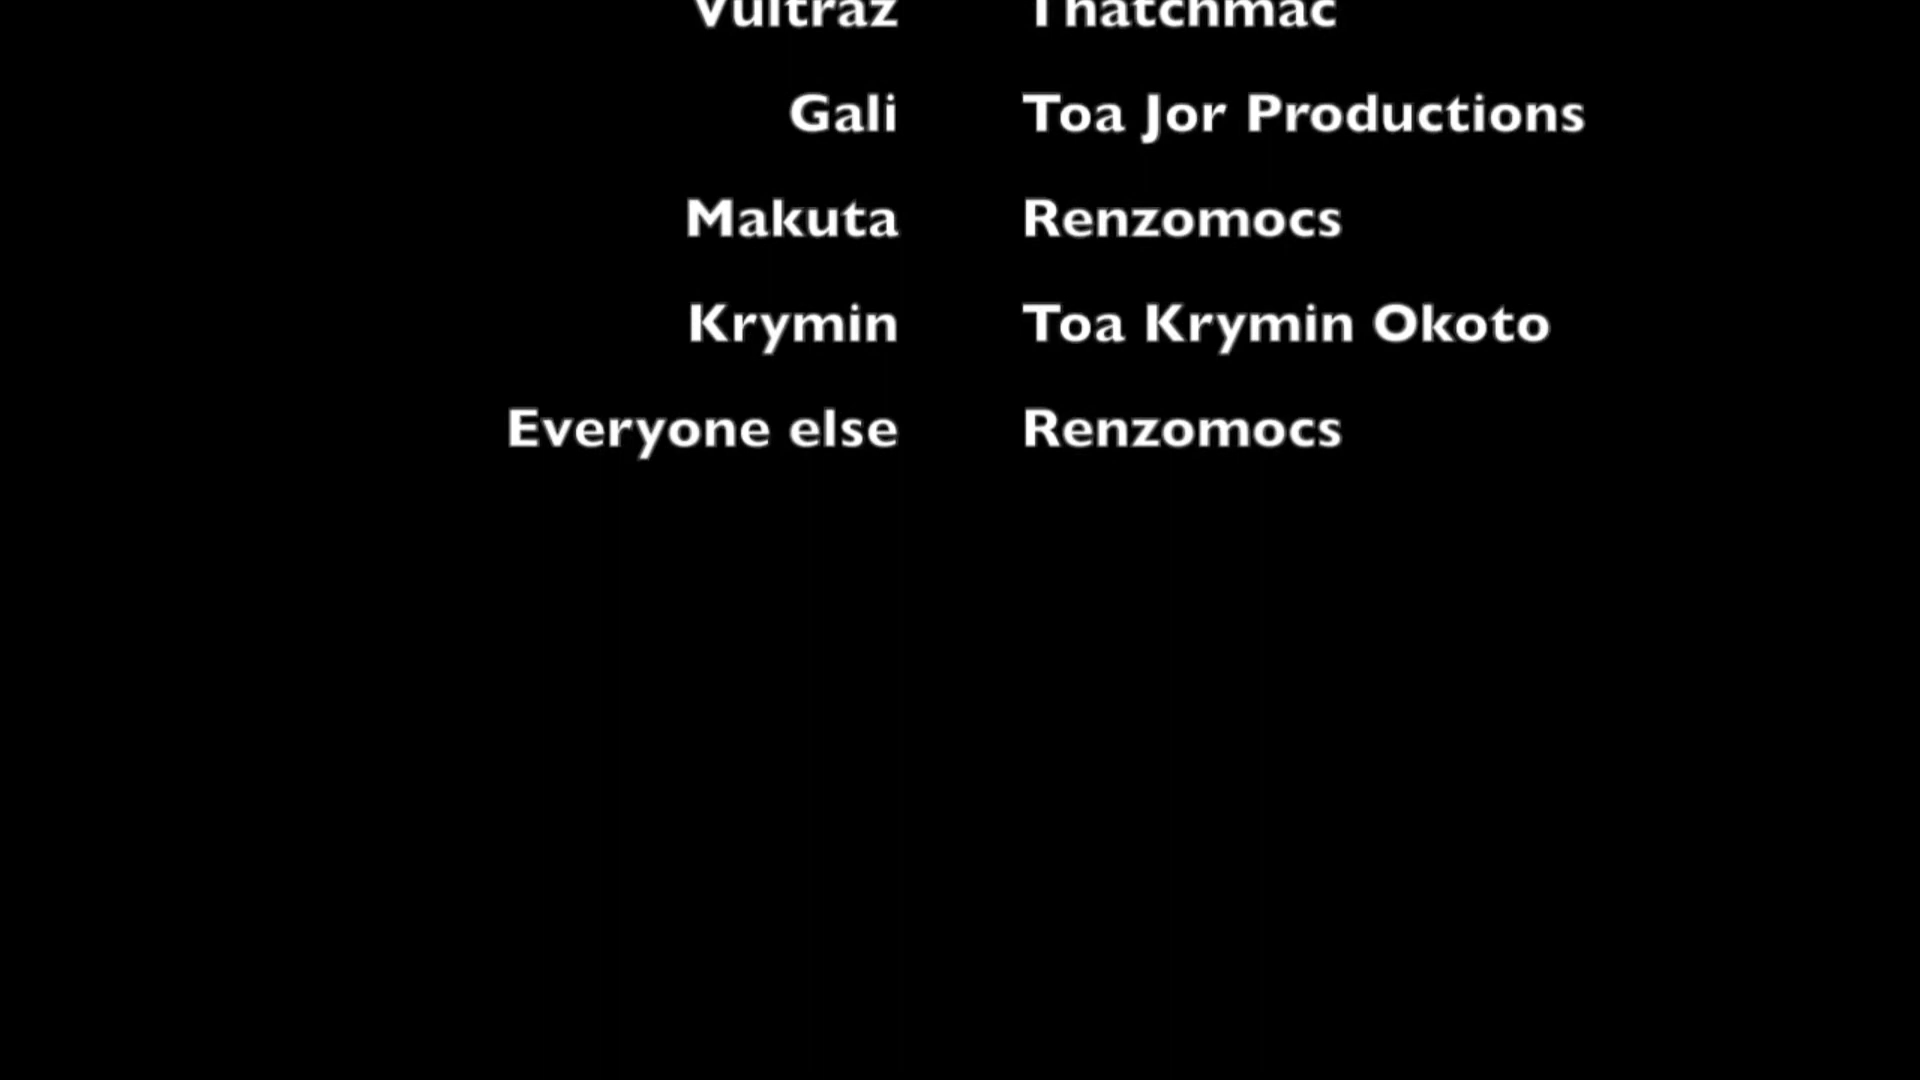 Vultraz Thatchmac
Gali Toa Jor Productions
Makuta Renzomocs
Krymin Toa Krymin Okoto
Everyone else Renzomocs